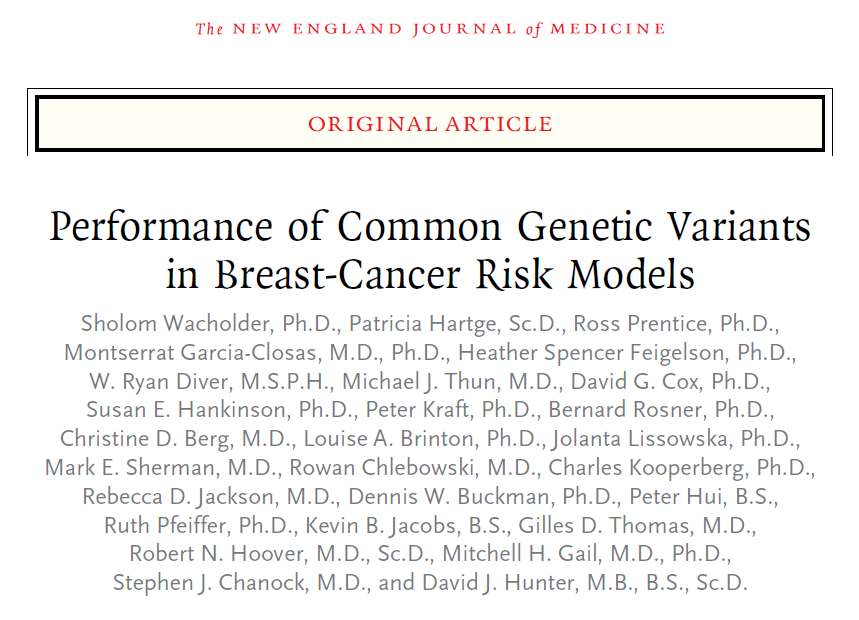 The NEW ENGLAND JOURNAL of MEDICINE
ORIGINAL ARTICLE
Performance of Common Genetic Variants
in Breast-Cancer Risk Models
Sholom Wacholder, Ph.D., Patricia Hartge, Sc.D., Ross Prentice, Ph.D.,
Montserrat Garcia-Closas, M.D., Ph.D., Heather Spencer Feigelson, Ph.D.,
W. Ryan Diver, M.S.P.H., Michael J. Thun, M.D., David G. Cox, Ph.D.,
Susan E. Hankinson, Ph.D., Peter Kraft, Ph.D., Bernard Rosner, Ph.D.,
Christine D. Berg, M.D., Louise A. Brinton, Ph.D., Jolanta Lissowska, Ph.D.,
Mark E. Sherman, M.D., Rowan Chlebowski, M.D., Charles Kooperberg, Ph.D.,
Rebecca D. Jackson, M.D., Dennis W. Buckman, Ph.D., Peter Hui, B.S.,
Ruth Pfeiffer, Ph.D., Kevin B. Jacobs, B.S., Gilles D. Thomas, M.D.,
Robert N. Hoover, M.D., Sc.D., Mitchell H. Gail, M.D., Ph.D.,
Stephen J. Chanock, M.D., and David J. Hunter, M.B., B.S., Sc.D.